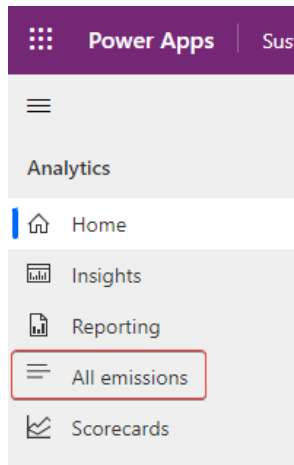 Power Apps Sus
Analytics
Home
Insights
Reporting
All emissions
Scorecards